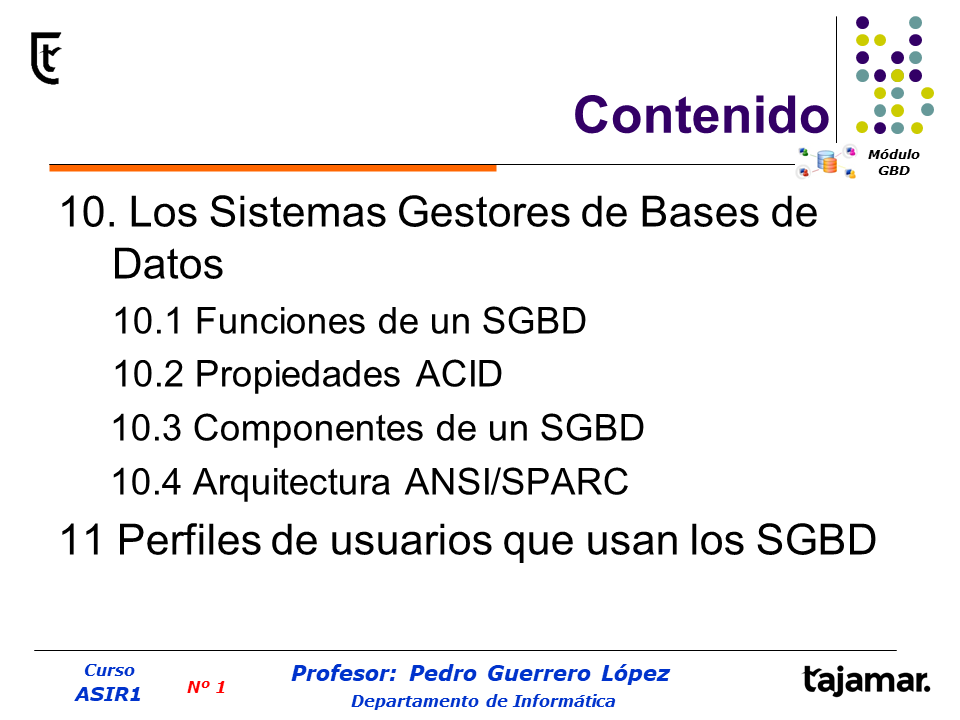 Contenido
Módulo
GBD
10. Los Sistemas Gestores de Bases de
Datos
10.1 Funciones de un SGBD
10.2 Propiedades ACID
10.3 Componentes de un SGBD
10.4 Arquitectura ANSI/SPARC
11 Perfiles de usuarios que usan los SGBD
Curso
ASIR1
Nº 1
Profesor: Pedro Guerrero López
Departamento de Informática
tajamar.